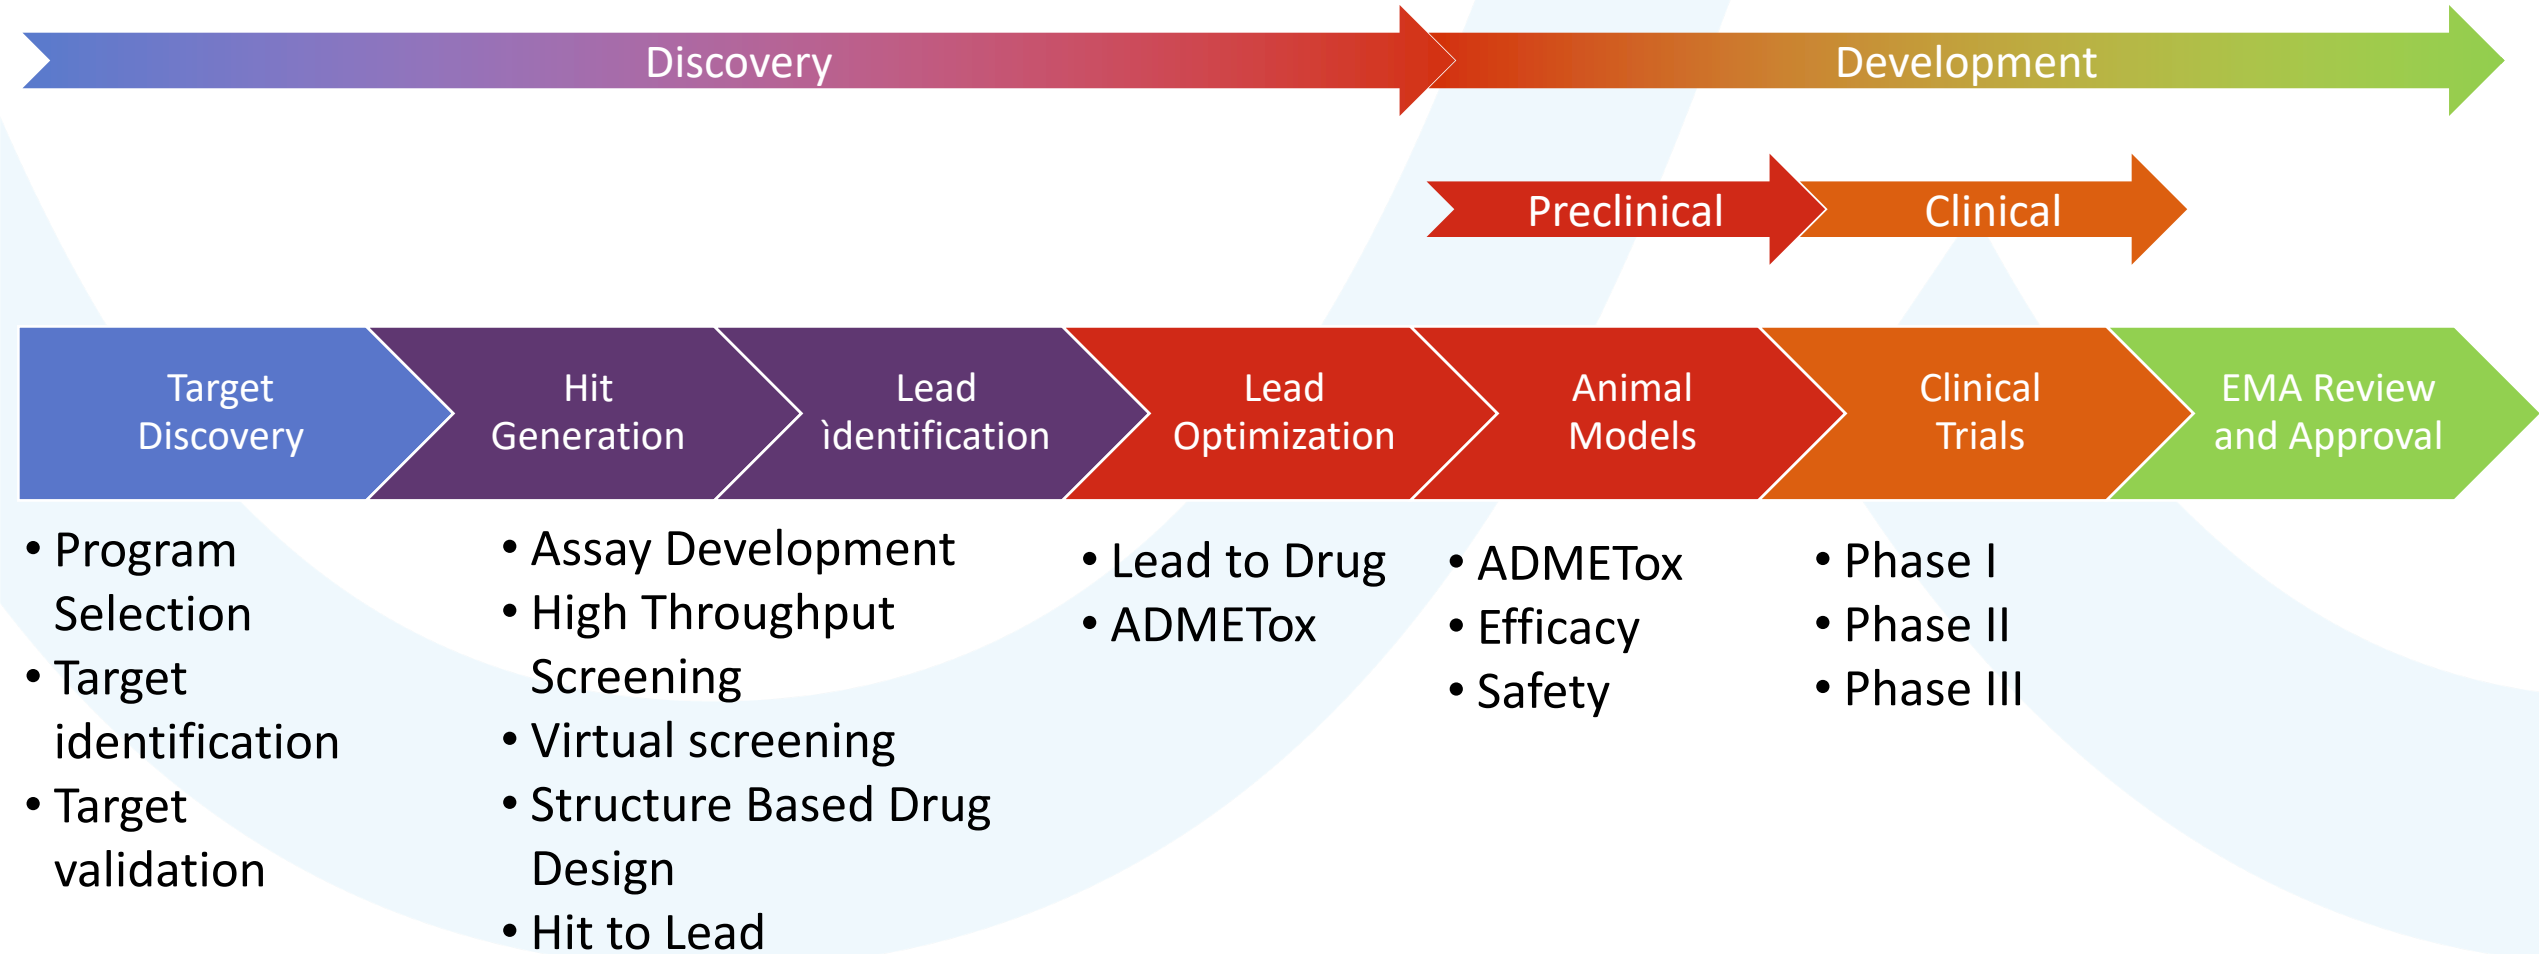 Discovery
Development
Preclinical
Clinical
Target
Discovery
Hit
Generation
Lead
ìdentification
Lead
Optimization
Animal
Models
Clinical
Trials
EMA Review
and Approval
• Program
Selection
• Target
identification
• Target
validation
• Assay Development
• High Throughput
Screening
• Virtual screening
• Structure Based Drug
Design
• Hit to Lead
• Lead to Drug
• ADMETox
• ADMETox
• Efficacy
• Safety
• Phase I
• Phase II
• Phase III